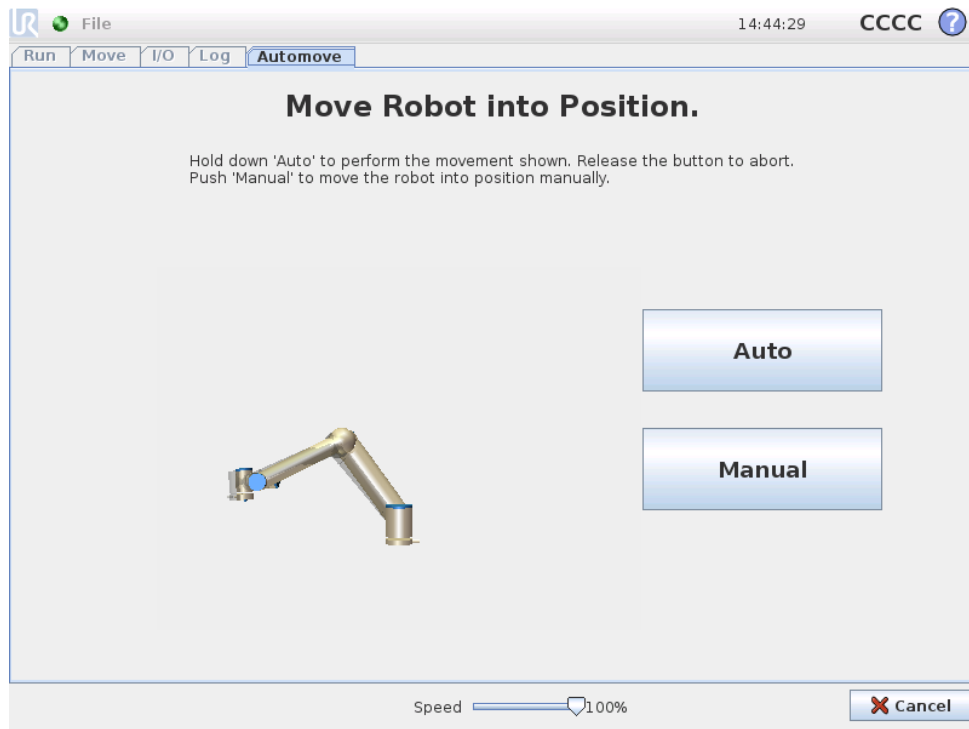 UR File 14:44:29 CCCC ?
Run Move I/O Log Automove
Move Robot into Position.
Hold down 'Auto' to perform the movement shown. Release the button to abort.
Push 'Manual' to move the robot into position manually.
Auto
Manual
Speed 100% Cancel